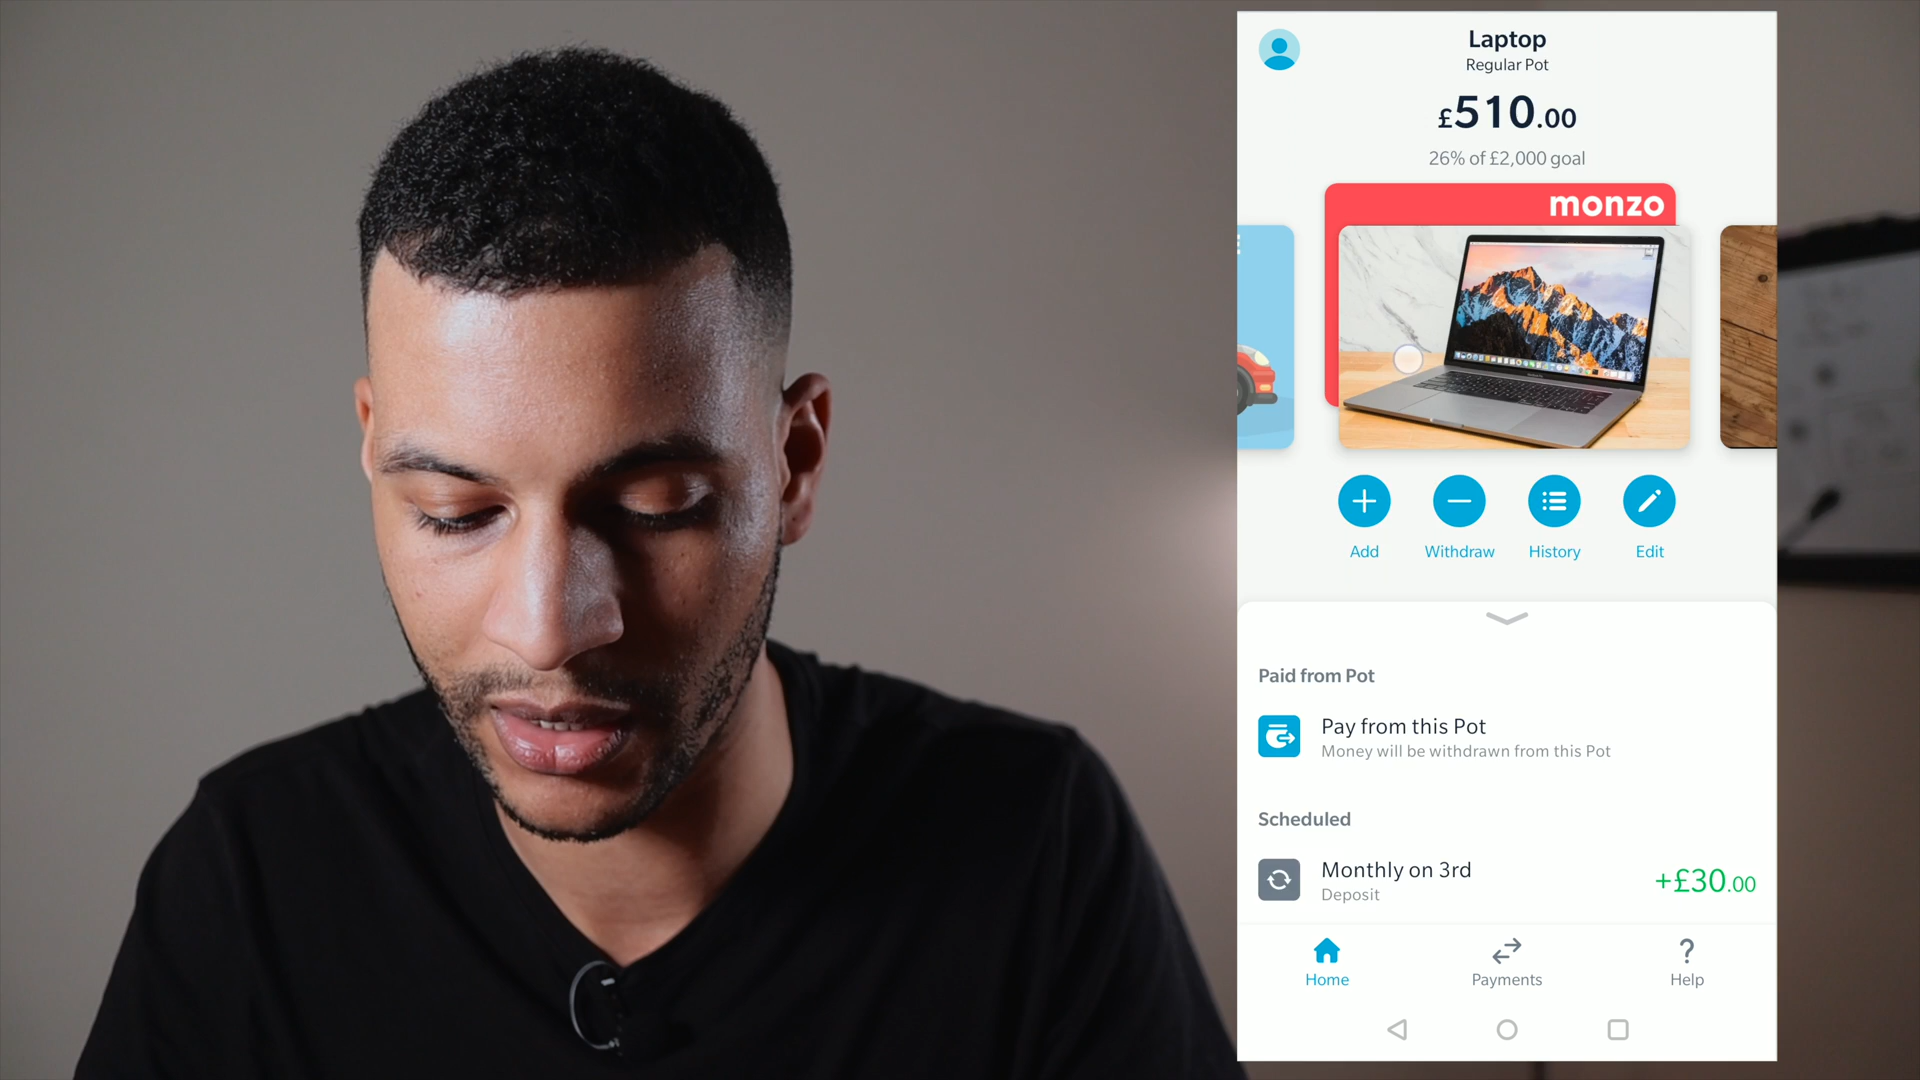 Laptop
Regular Pot
£510.00
26% of £2,000 goal
monzo
Add
Withdraw
History
Edit
Paid from Pot
Pay from this Pot
Money will be withdrawn from this Pot
Scheduled
Monthly on 3rd
+£30.00
Deposit
Home
Payments
Help